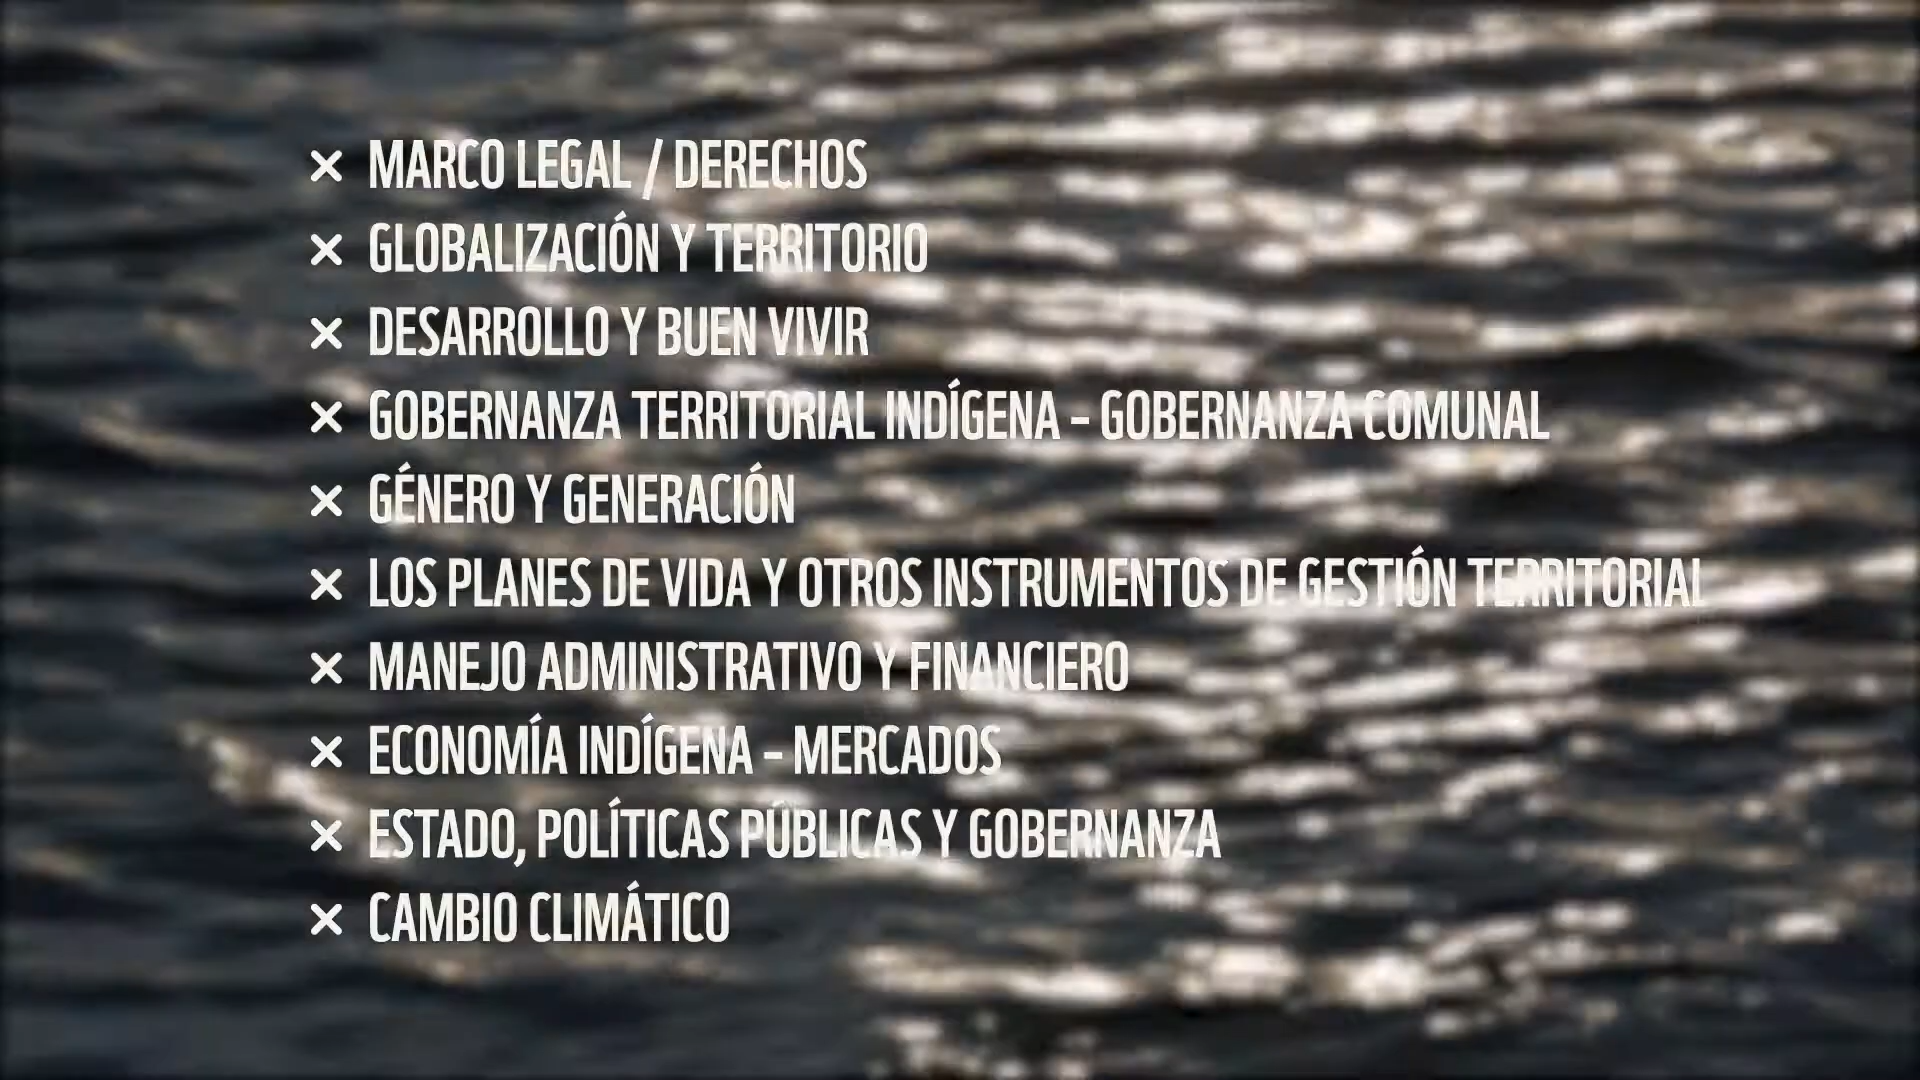 × MARCO LEGAL / DERECHOS
× GLOBALIZACIÓN Y TERRITORIO
× DESARROLLO Y BUEN VIVIR
× GOBERNANZA TERRITORIAL INDÍGENA – GOBERNANZA COMUNAL
× GÉNERO Y GENERACIÓN
× LOS PLANES DE VIDA Y OTROS INSTRUMENTOS DE GESTIÓN TERRITORIAL
× MANEJO ADMINISTRATIVO Y FINANCIERO
× ECONOMÍA INDÍGENA – MERCADOS
× ESTADO, POLÍTICAS PÚBLICAS Y GOBERNANZA
× CAMBIO CLIMÁTICO